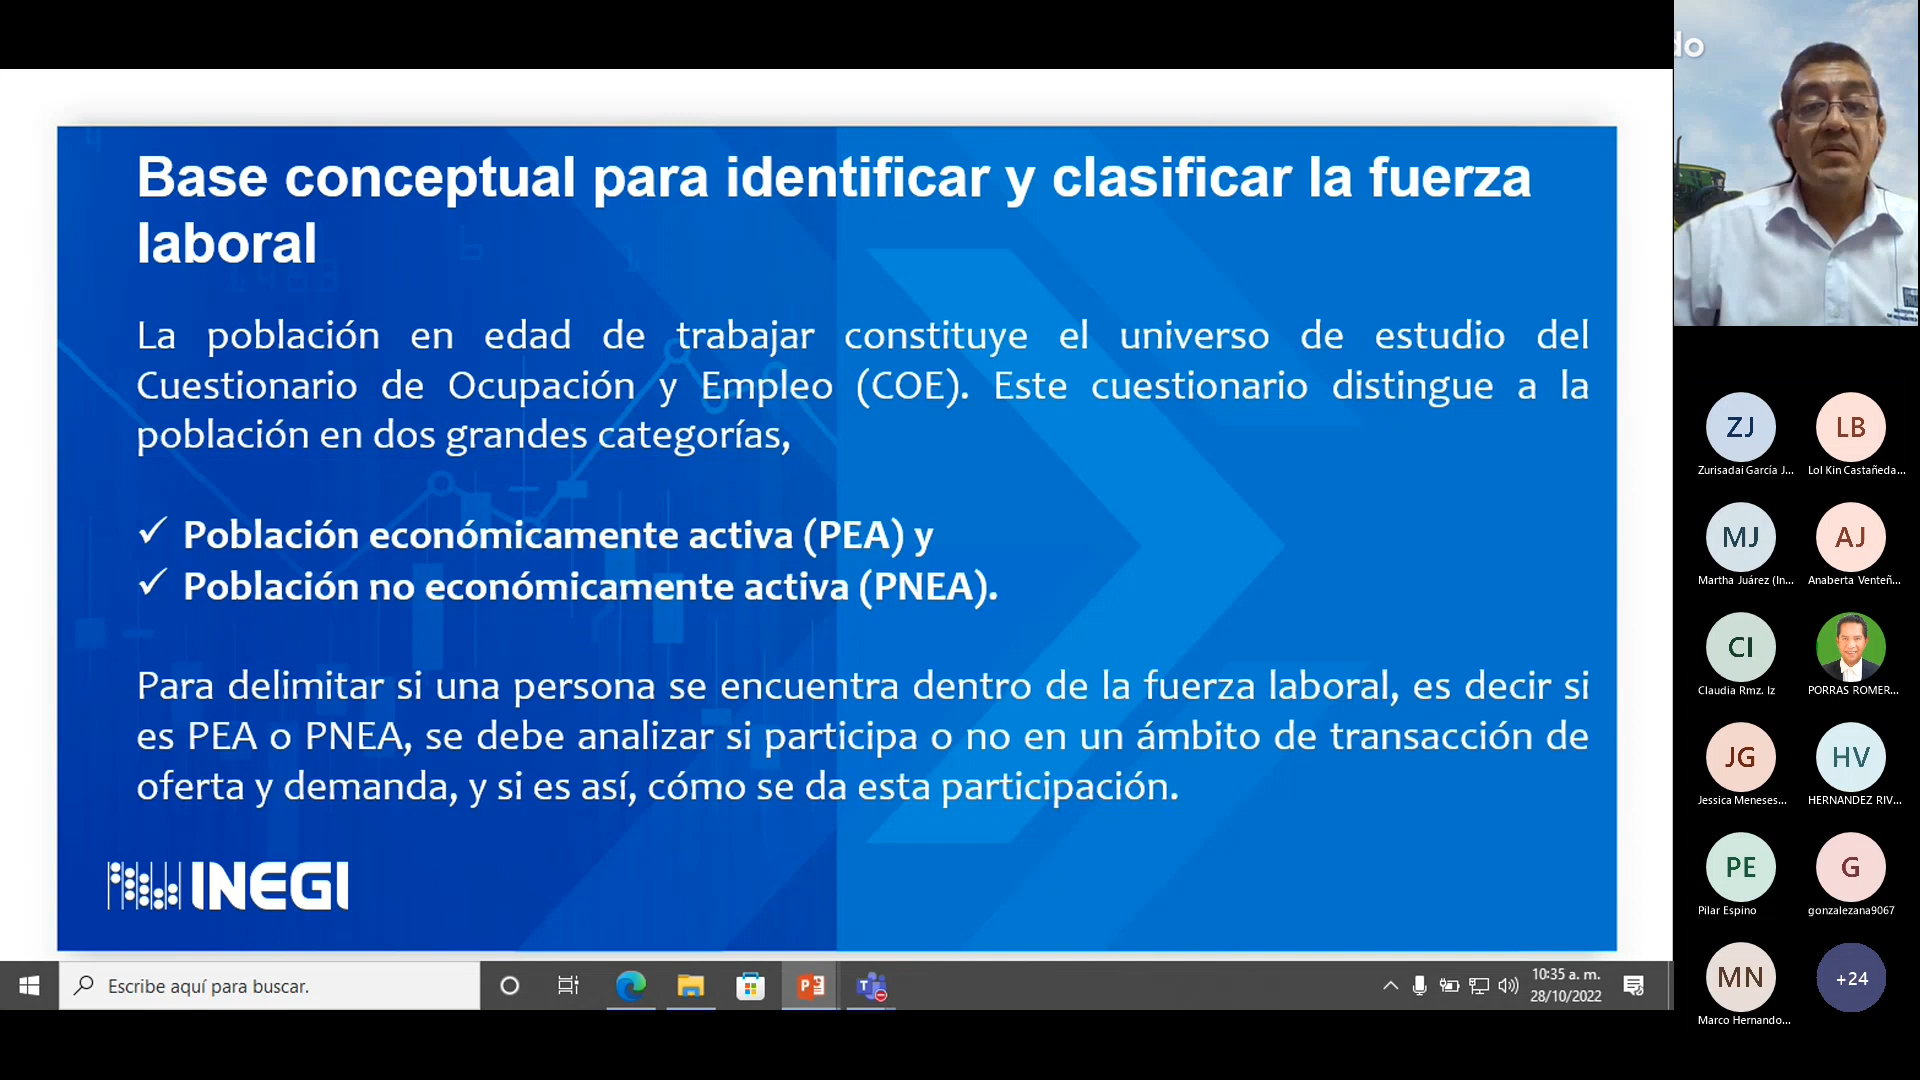 Base conceptual para identificar y clasificar la fuerza
laboral
La población en edad de trabajar constituye el universo de estudio del
Cuestionario de Ocupación y Empleo (COE). Este cuestionario distingue a la
población en dos grandes categorías,
✓ Población económicamente activa (PEA) y
✓ Población no económicamente activa (PNEA).
Para delimitar si una persona se encuentra dentro de la fuerza laboral, es decir si
es PEA o PNEA, se debe analizar si participa o no en un ámbito de transacción de
oferta y demanda, y si es así, cómo se da esta participación.
INEGI
Escribe aquí para buscar.
10:35 a. m.
28/10/2022
do
ZJ
LB
Zurisadai García J...
Lol Kin Castañeda...
MJ
AJ
Martha Juárez (In...
Anaberta Venteñ...
CI
Claudia Rmz. Iz
PORRAS ROMER...
JG
HV
Jessica Meneses...
HERNANDEZ RIV...
PE
G
Pilar Espino
gonzalezana9067
MN
+24
Marco Hernando...